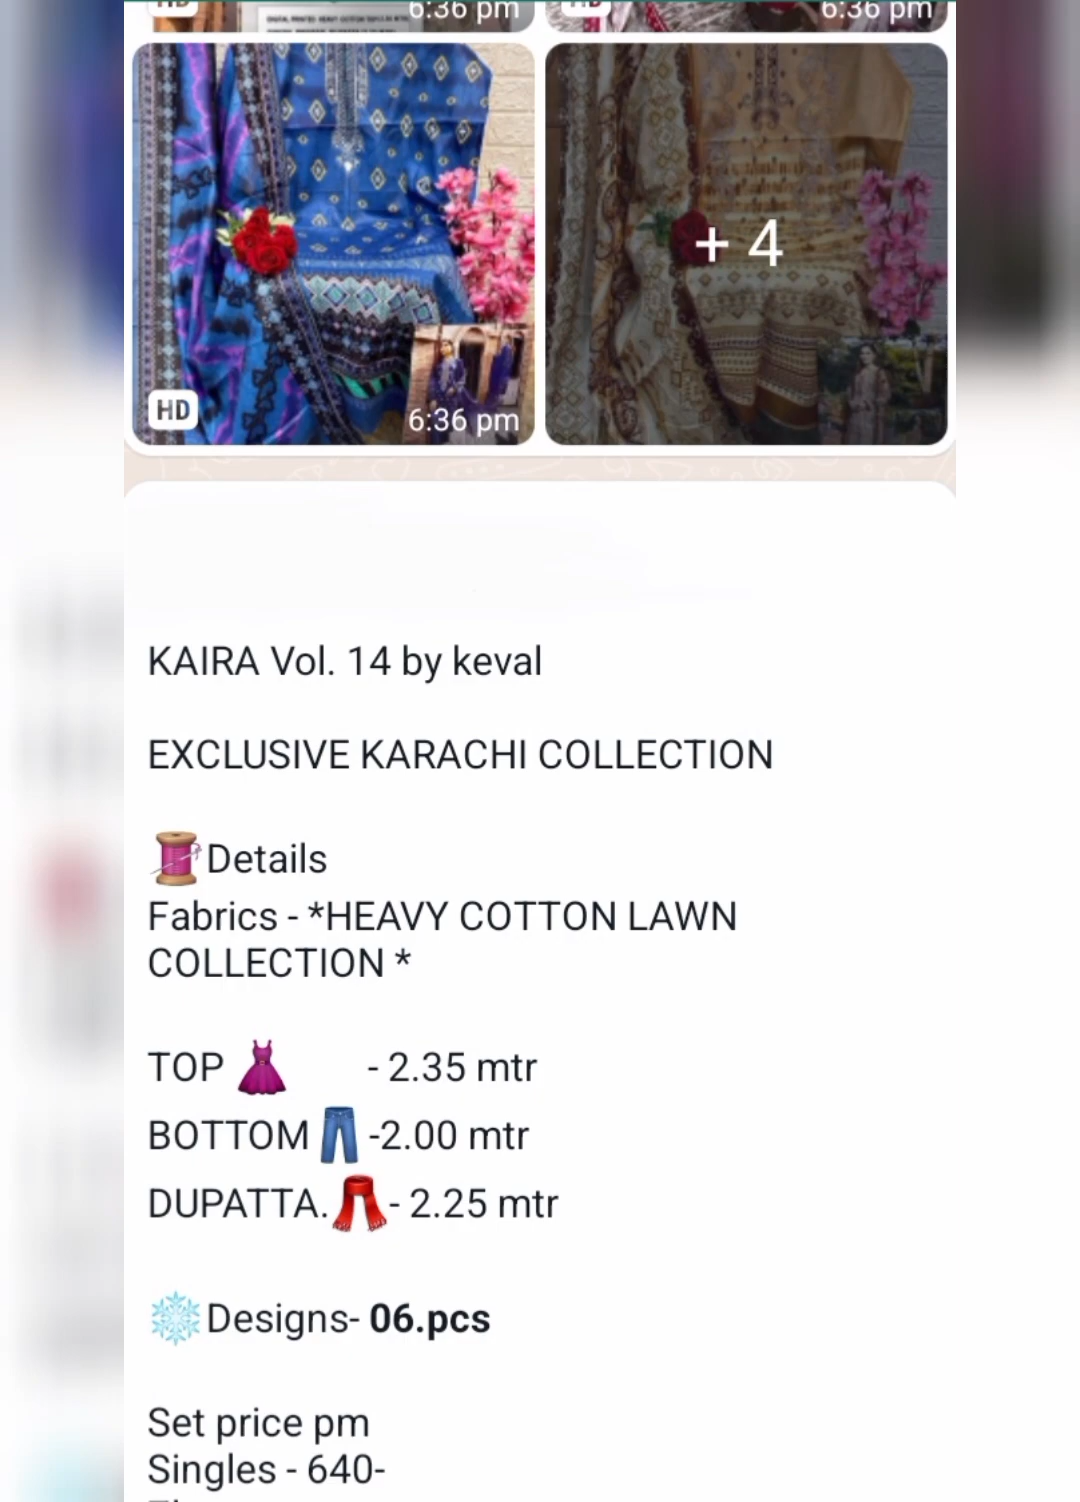 6:36 pm
6:36 pm
+ 4
HD
6:36 pm
KAIRA Vol. 14 by keval
EXCLUSIVE KARACHI COLLECTION
🧵Details
Fabrics - *HEAVY COTTON LAWN
COLLECTION *
TOP 👗 - 2.35 mtr
BOTTOM👖-2.00 mtr
DUPATTA.🧣- 2.25 mtr
❄️Designs- 06.pcs
Set price pm
Singles - 640-